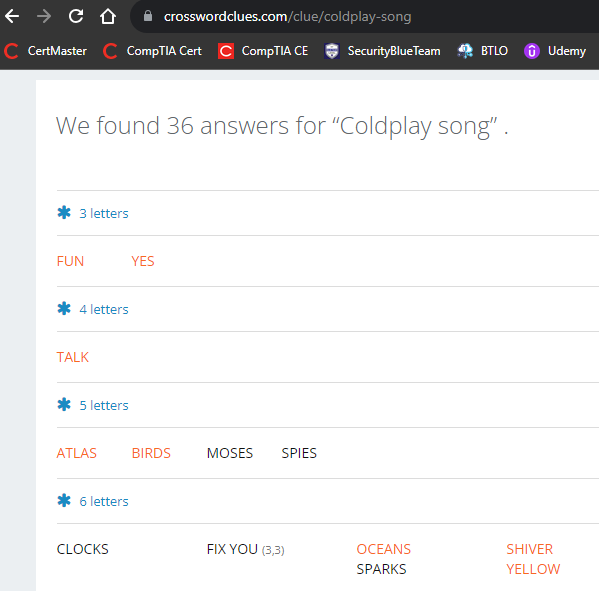 crosswordclues.com/clue/coldplay-song
CertMaster CompTIA Cert CompTIA CE SecurityBlueTeam BTLO Udemy
We found 36 answers for “Coldplay song” .
✱ 3 letters
FUN YES
✱ 4 letters
TALK
✱ 5 letters
ATLAS BIRDS MOSES SPIES
✱ 6 letters
CLOCKS FIX YOU (3,3) OCEANS SHIVER
SPARKS YELLOW